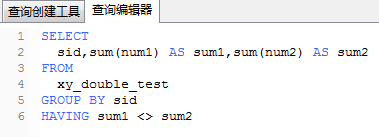 查询创建工具 查询编辑器
1 SELECT
2 sid,sum(num1) AS sum1,sum(num2) AS sum2
3 FROM
4 xy_double_test
5 GROUP BY sid
6 HAVING sum1 <> sum2